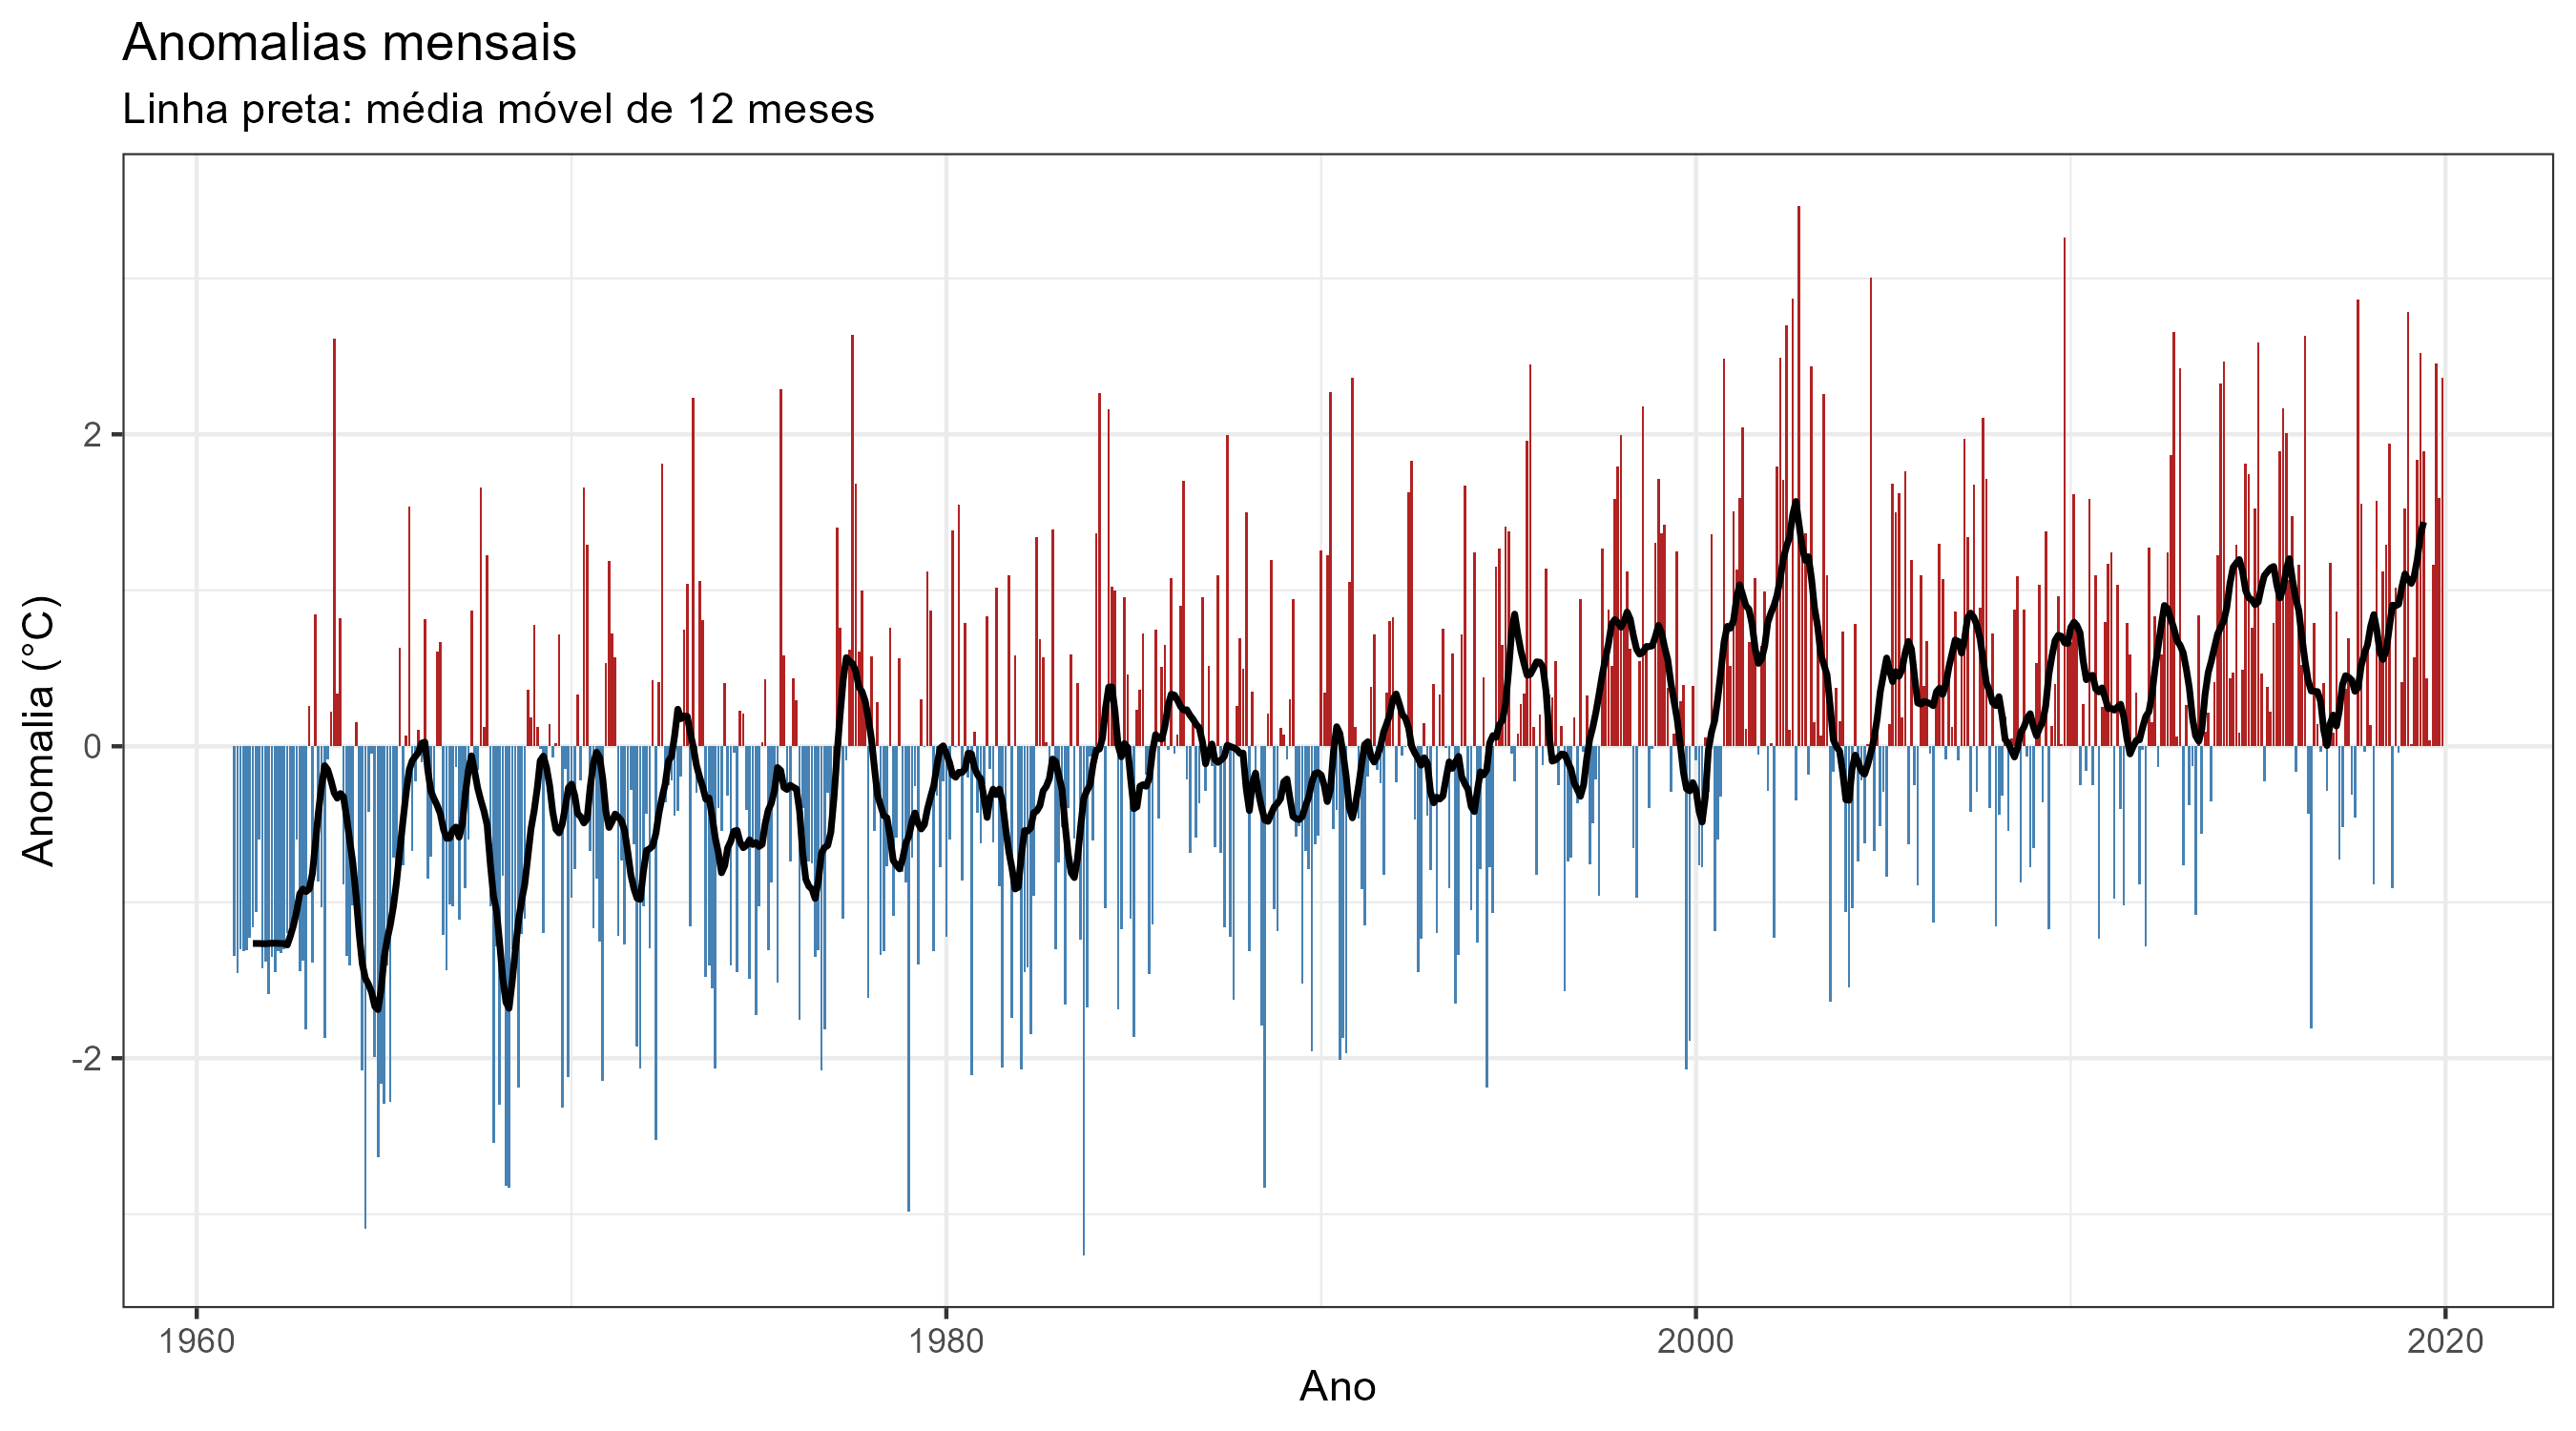 Anomalias mensais
Linha preta: média móvel de 12 meses
Anomalia (°C)
2
0
-2
1960
1980
2000
2020
Ano